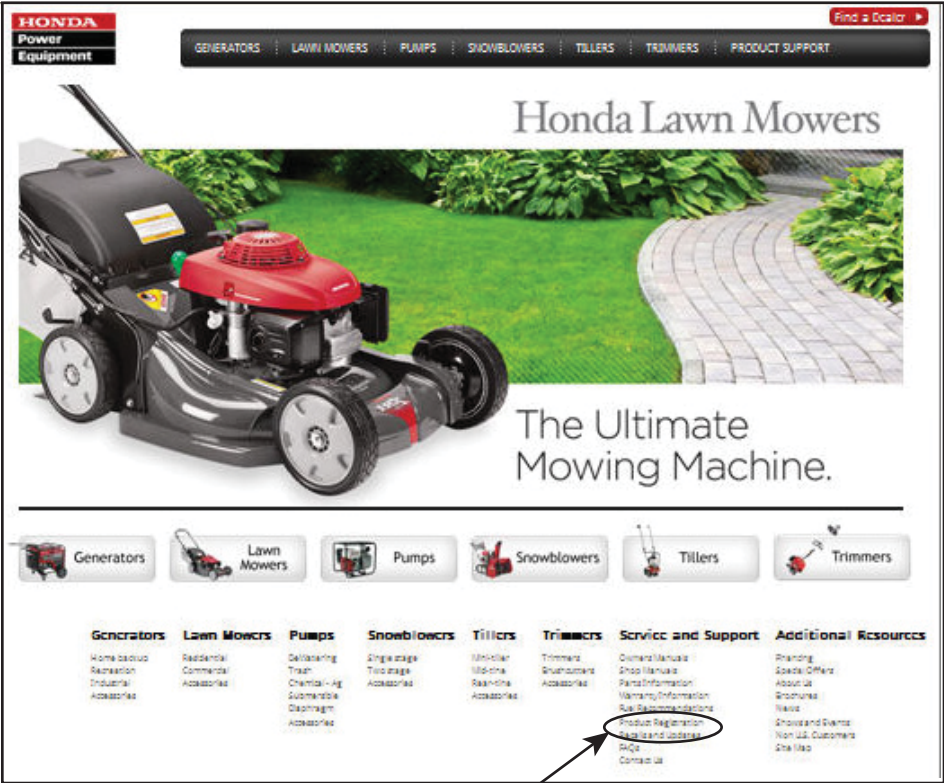 HONDA
Power
Equipment
Find a Dealer
GENERATORS LAWN MOWERS PUMPS SNOWBLOWERS TILLERS TRIMMERS PRODUCT SUPPORT
Honda Lawn Mowers
The Ultimate
Mowing Machine.
Generators
Lawn
Mowers
Pumps
Snowblowers
Tillers
Trimmers
Generators
Home backup
Recreation
Industrial
Accessories
Lawn Mowers
Residential
Commercial
Accessories
Pumps
DeWatering
Trash
Chemical - Ag
Submersible
Diaphragm
Accessories
Snowblowers
Single stage
Two stage
Accessories
Tillers
Mini-tiller
Mid-tine
Rear-tine
Accessories
Trimmers
Trimmers
Brushcutters
Accessories
Service and Support
Owners Manuals
Shop Manuals
Parts Information
Warranty Information
Fuel Recommendations
Product Registration
Recalls and Updates
FAQs
Contact Us
Additional Resources
Financing
Special Offers
About Us
Brochures
News
Shows and Events
Non U.S. Customers
Site Map